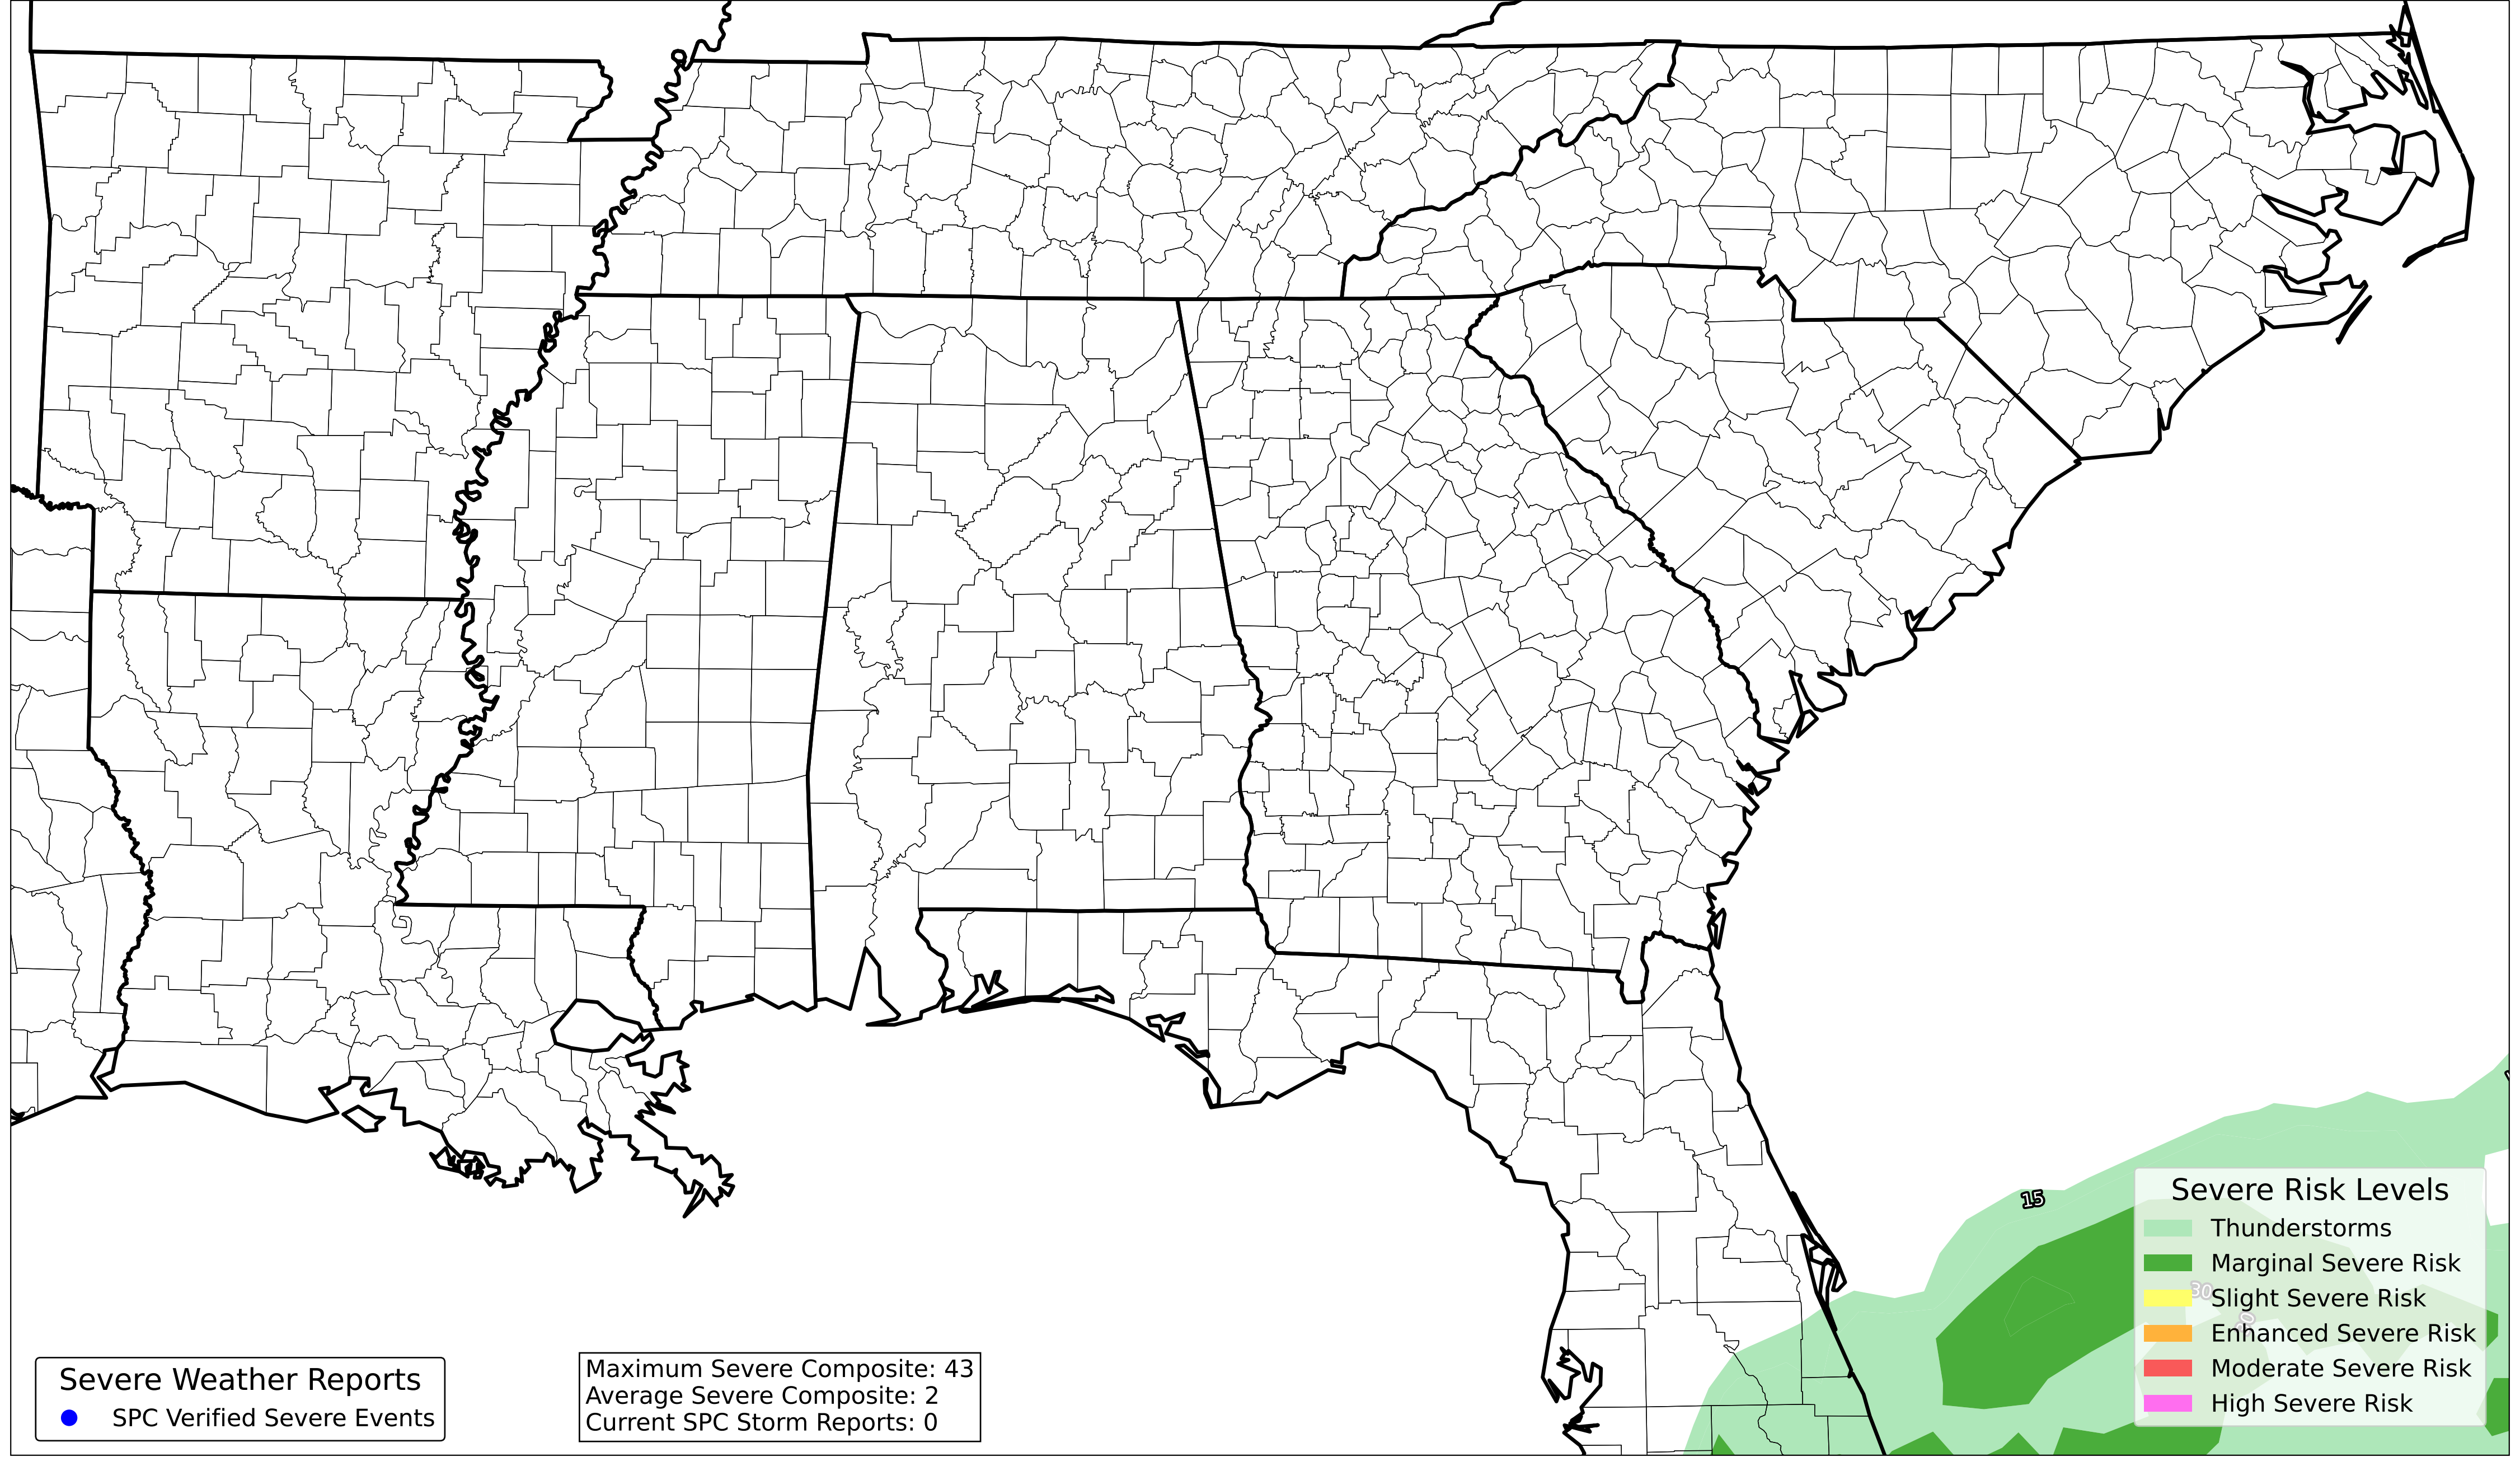 15
Severe Risk Levels
Thunderstorms
Marginal Severe Risk
30
Slight Severe Risk
Enhanced Severe Risk
Moderate Severe Risk
High Severe Risk
Severe Weather Reports
SPC Verified Severe Events
Maximum Severe Composite: 43
Average Severe Composite: 2
Current SPC Storm Reports: 0